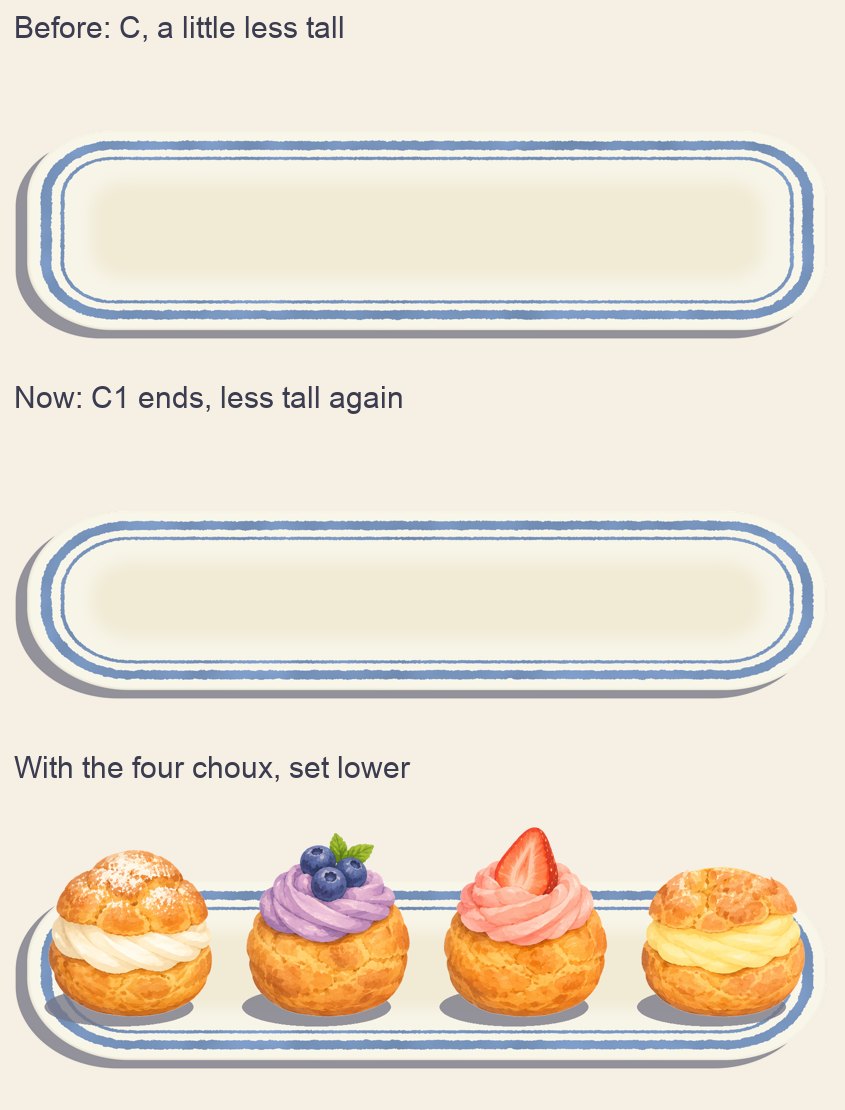 Before: C, a little less tall
Now: C1 ends, less tall again
With the four choux, set lower